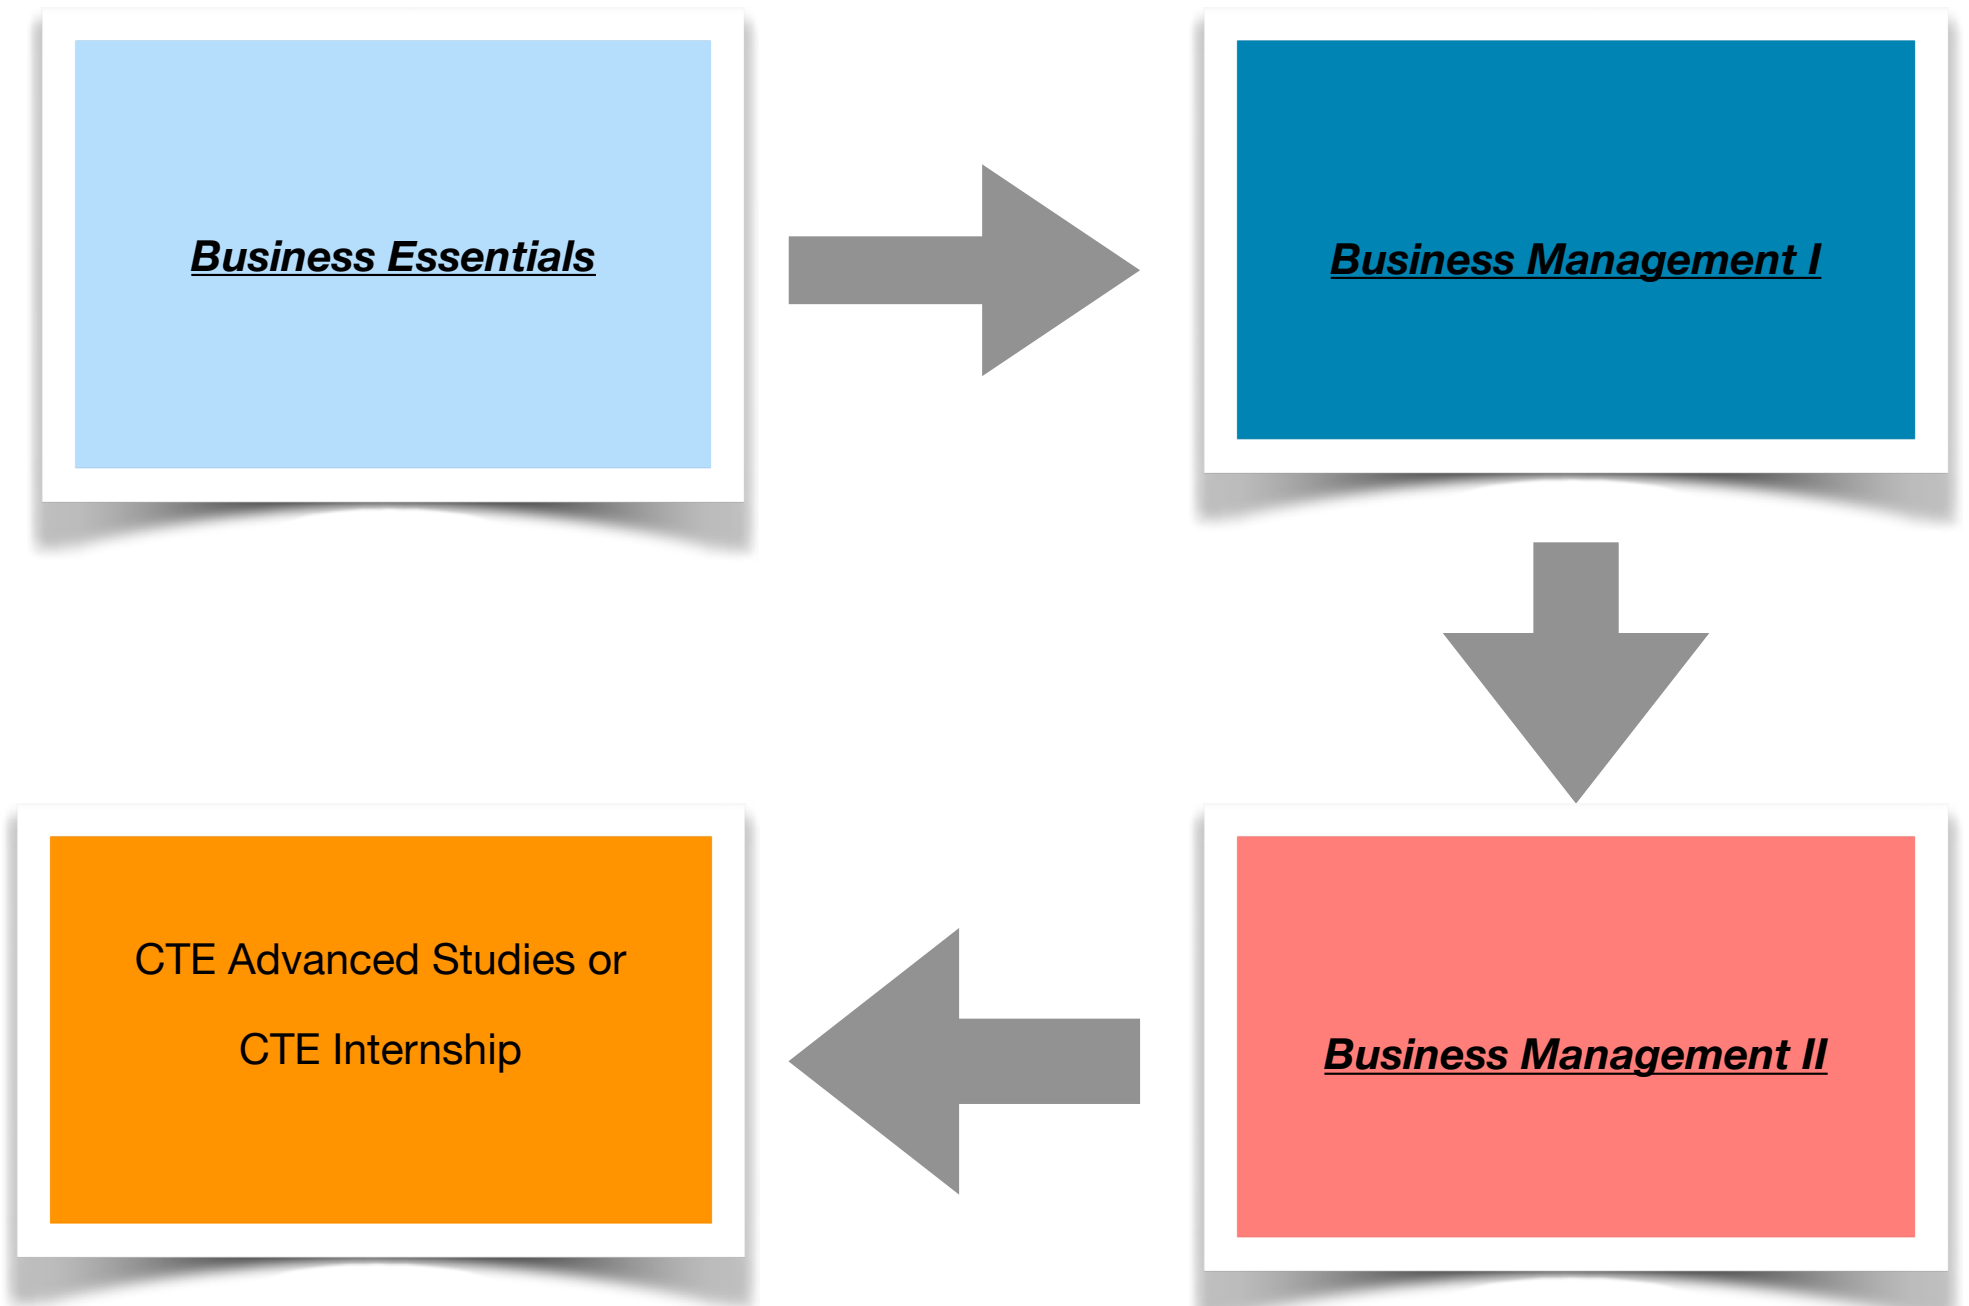 Business Essentials
Business Management I
Business Management II
CTE Advanced Studies or
CTE Internship